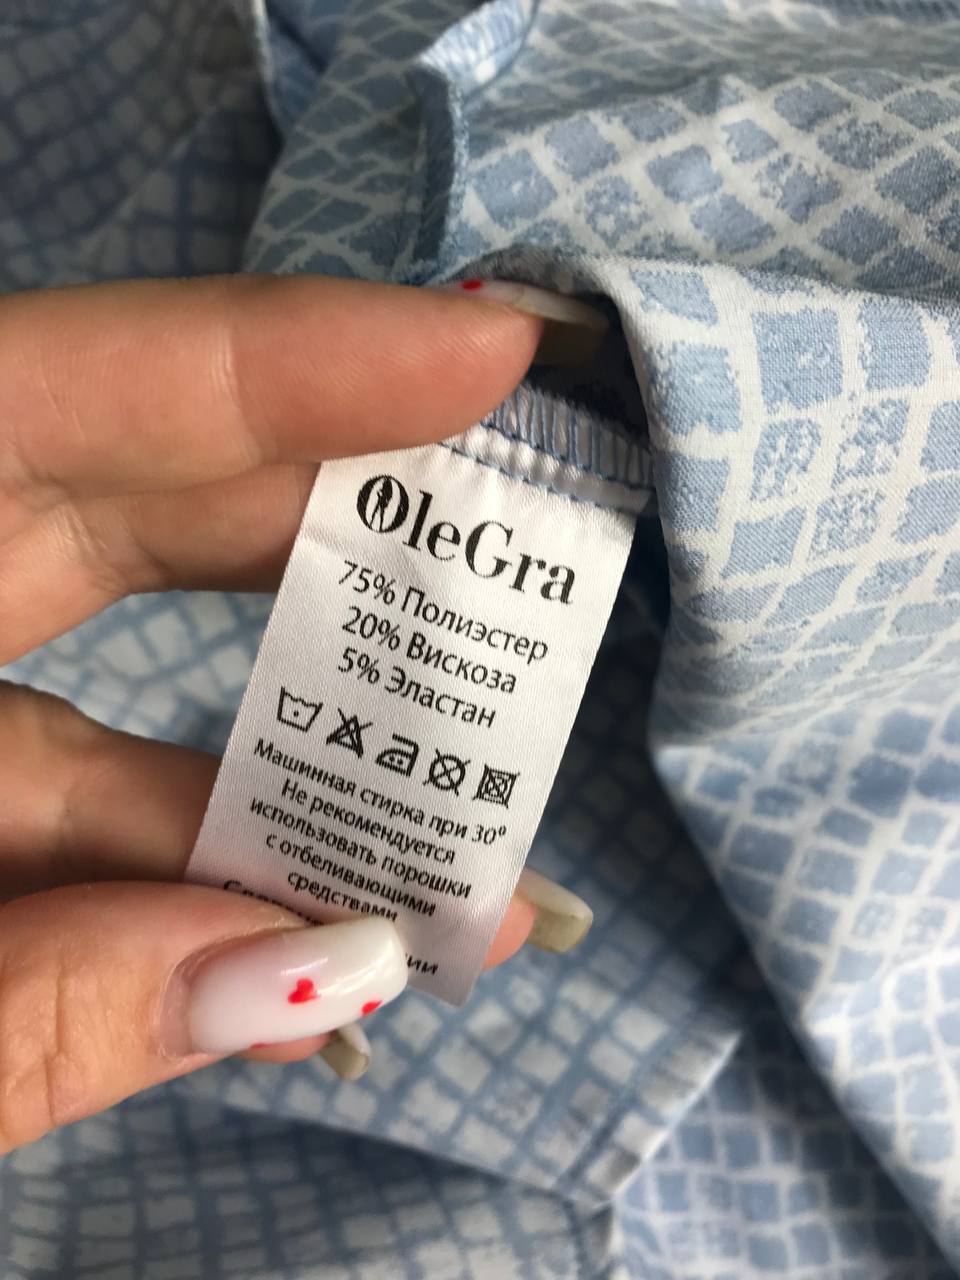 OleGra
75% Полиэстер
20% Вискоза
5% Эластан
Машинная стирка при 30°
Не рекомендуется
использовать порошки
с отбеливающими
средствами